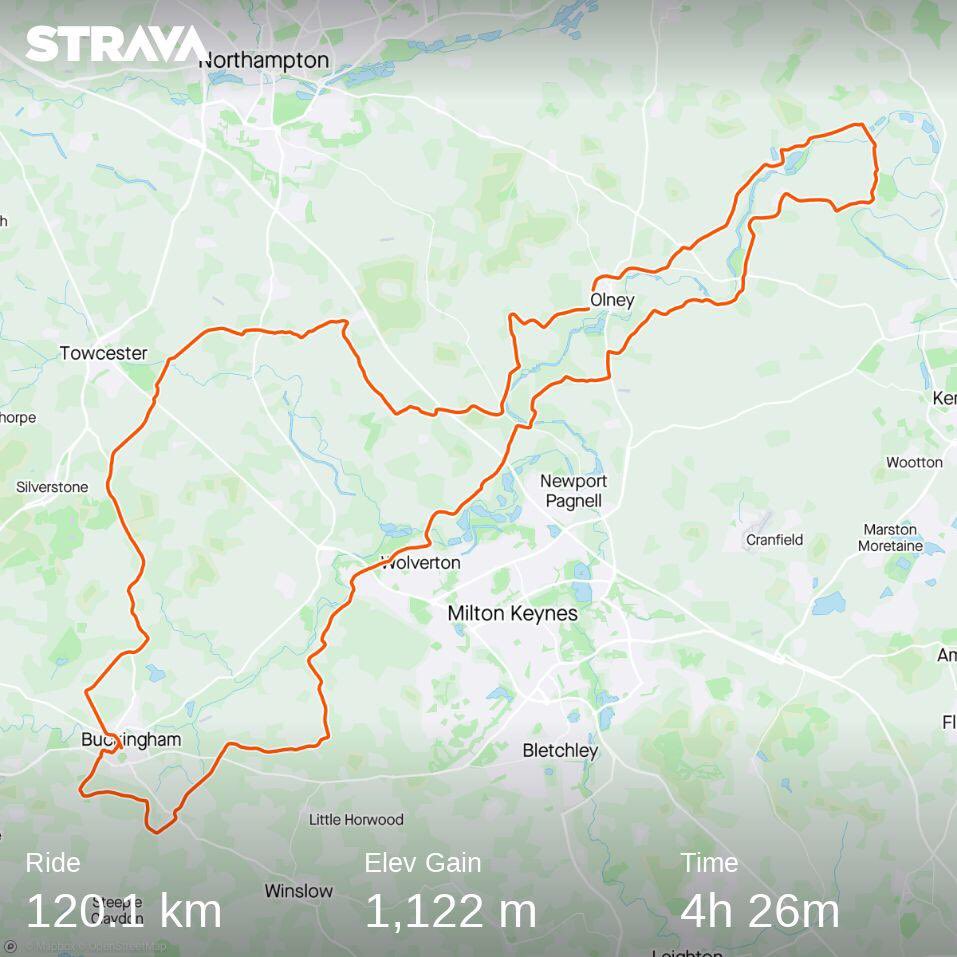 STRAVA
Northampton
h
Olney
Towcester
horpe
Ker
Silverstone
Newport
Pagnell
Wootton
Cranfield
Marston
Moretaine
Wolverton
Milton Keynes
Am
Fl
Buckingham
Bletchley
Little Horwood
Ride
Elev Gain
Time
Winslow
Steeple
Claydon
120.1 km
1,122 m
4h 26m
© Mapbox © OpenStreetMap
Leighton